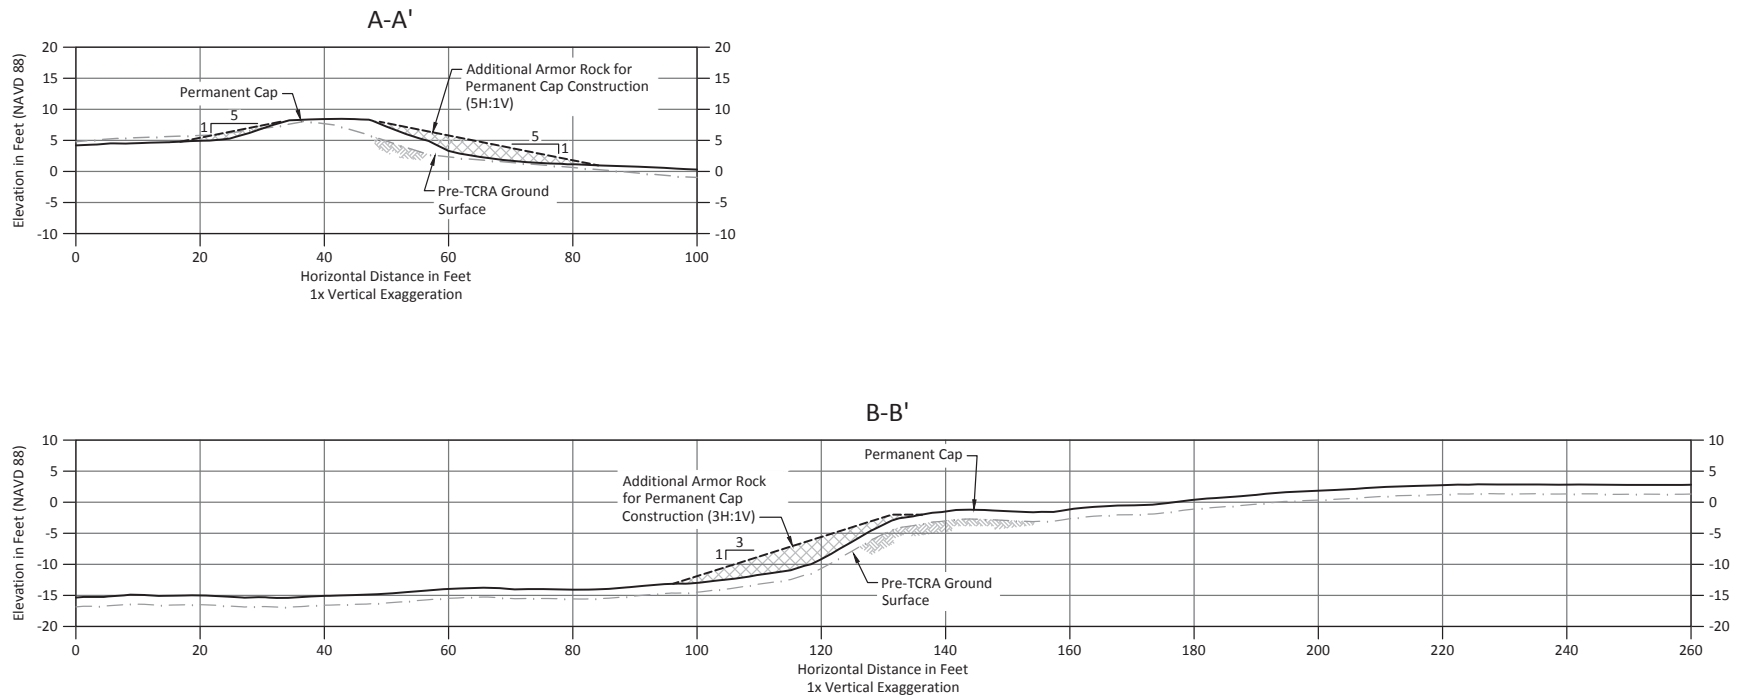 A-A'
Elevation in Feet (NAVD 88)
20
15
10
5
0
-5
-10
20
15
10
5
0
-5
-10
Permanent Cap
5
1
Additional Armor Rock for
Permanent Cap Construction
(5H:1V)
5
1
Pre-TCRA Ground
Surface
0
20
40
60
80
100
Horizontal Distance in Feet
1x Vertical Exaggeration
B-B'
Elevation in Feet (NAVD 88)
10
5
0
-5
-10
-15
-20
10
5
0
-5
-10
-15
-20
Permanent Cap
Additional Armor Rock
for Permanent Cap
Construction (3H:1V)
3
1
Pre-TCRA Ground
Surface
0
20
40
60
80
100
120
140
160
180
200
220
240
260
Horizontal Distance in Feet
1x Vertical Exaggeration